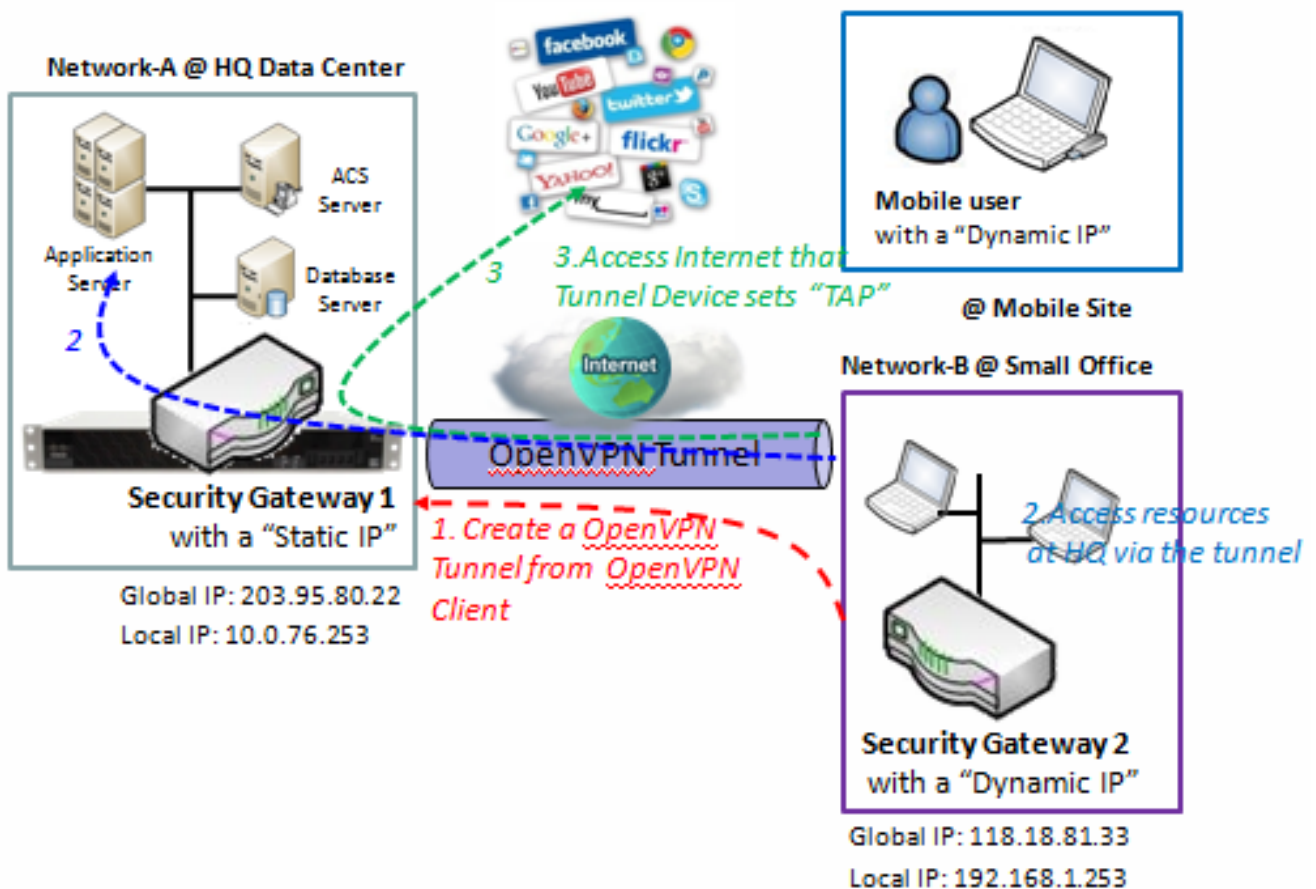 Network-A @ HQ Data Center
ACS
Server
Application
Server
Database
Server
2
Security Gateway 1
with a “Static IP”
Global IP: 203.95.80.22
Local IP: 10.0.76.253
facebook
YouTube
twitter
Google+
flickr
YAHOO!
g+
my
3
3.Access Internet that
Tunnel Device sets “TAP”
Internet
OpenVPN Tunnel
1. Create a OpenVPN
Tunnel from OpenVPN
Client
Mobile user
with a “Dynamic IP”
@ Mobile Site
Network-B @ Small Office
2.Access resources
at HQ via the tunnel
Security Gateway 2
with a “Dynamic IP”
Global IP: 118.18.81.33
Local IP: 192.168.1.253